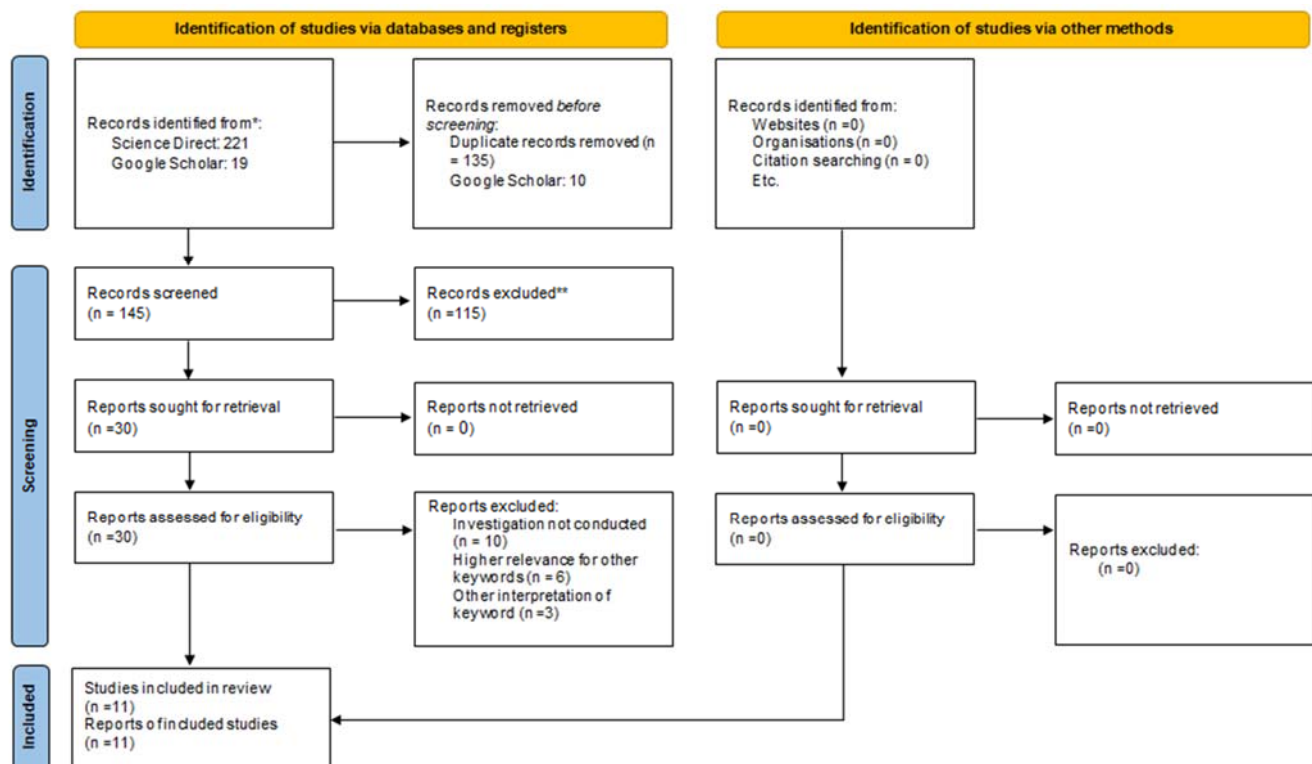 Identification of studies via databases and registers
Identification of studies via other methods
Identification
Records identified from*:
Science Direct: 221
Google Scholar: 19
Records removed before
screening:
Duplicate records removed (n
= 135)
Google Scholar: 10
Records identified from:
Websites (n =0)
Organisations (n =0)
Citation searching (n = 0)
Etc.
Screening
Records screened
(n = 145)
Records excluded**
(n =115)
Reports sought for retrieval
(n =30)
Reports not retrieved
(n = 0)
Reports sought for retrieval
(n =0)
Reports not retrieved
(n =0)
Reports assessed for eligibility
(n =30)
Reports excluded:
Investigation not conducted
(n = 10)
Higher relevance for other
keywords (n = 6)
Other interpretation of
keyword (n =3)
Reports assessed for eligibility
(n =0)
Reports excluded:
(n =0)
Included
Studies included in review
(n =11)
Reports of included studies
(n =11)